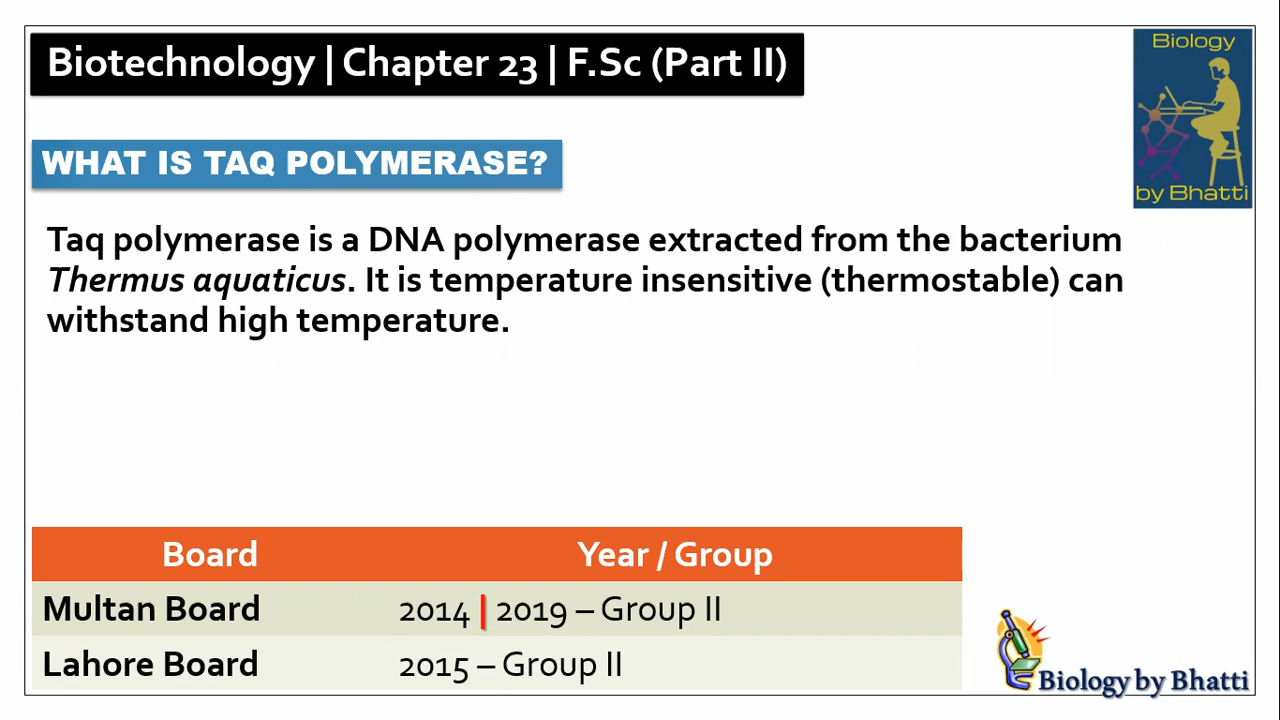 Biotechnology | Chapter 23 | F.Sc (Part II)
Biology
by Bhatti
WHAT IS TAQ POLYMERASE?
Taq polymerase is a DNA polymerase extracted from the bacterium
Thermus aquaticus. It is temperature insensitive (thermostable) can
withstand high temperature.
Board Year / Group
Multan Board 2014 | 2019 – Group II
Lahore Board 2015 – Group II
Biology by Bhatti